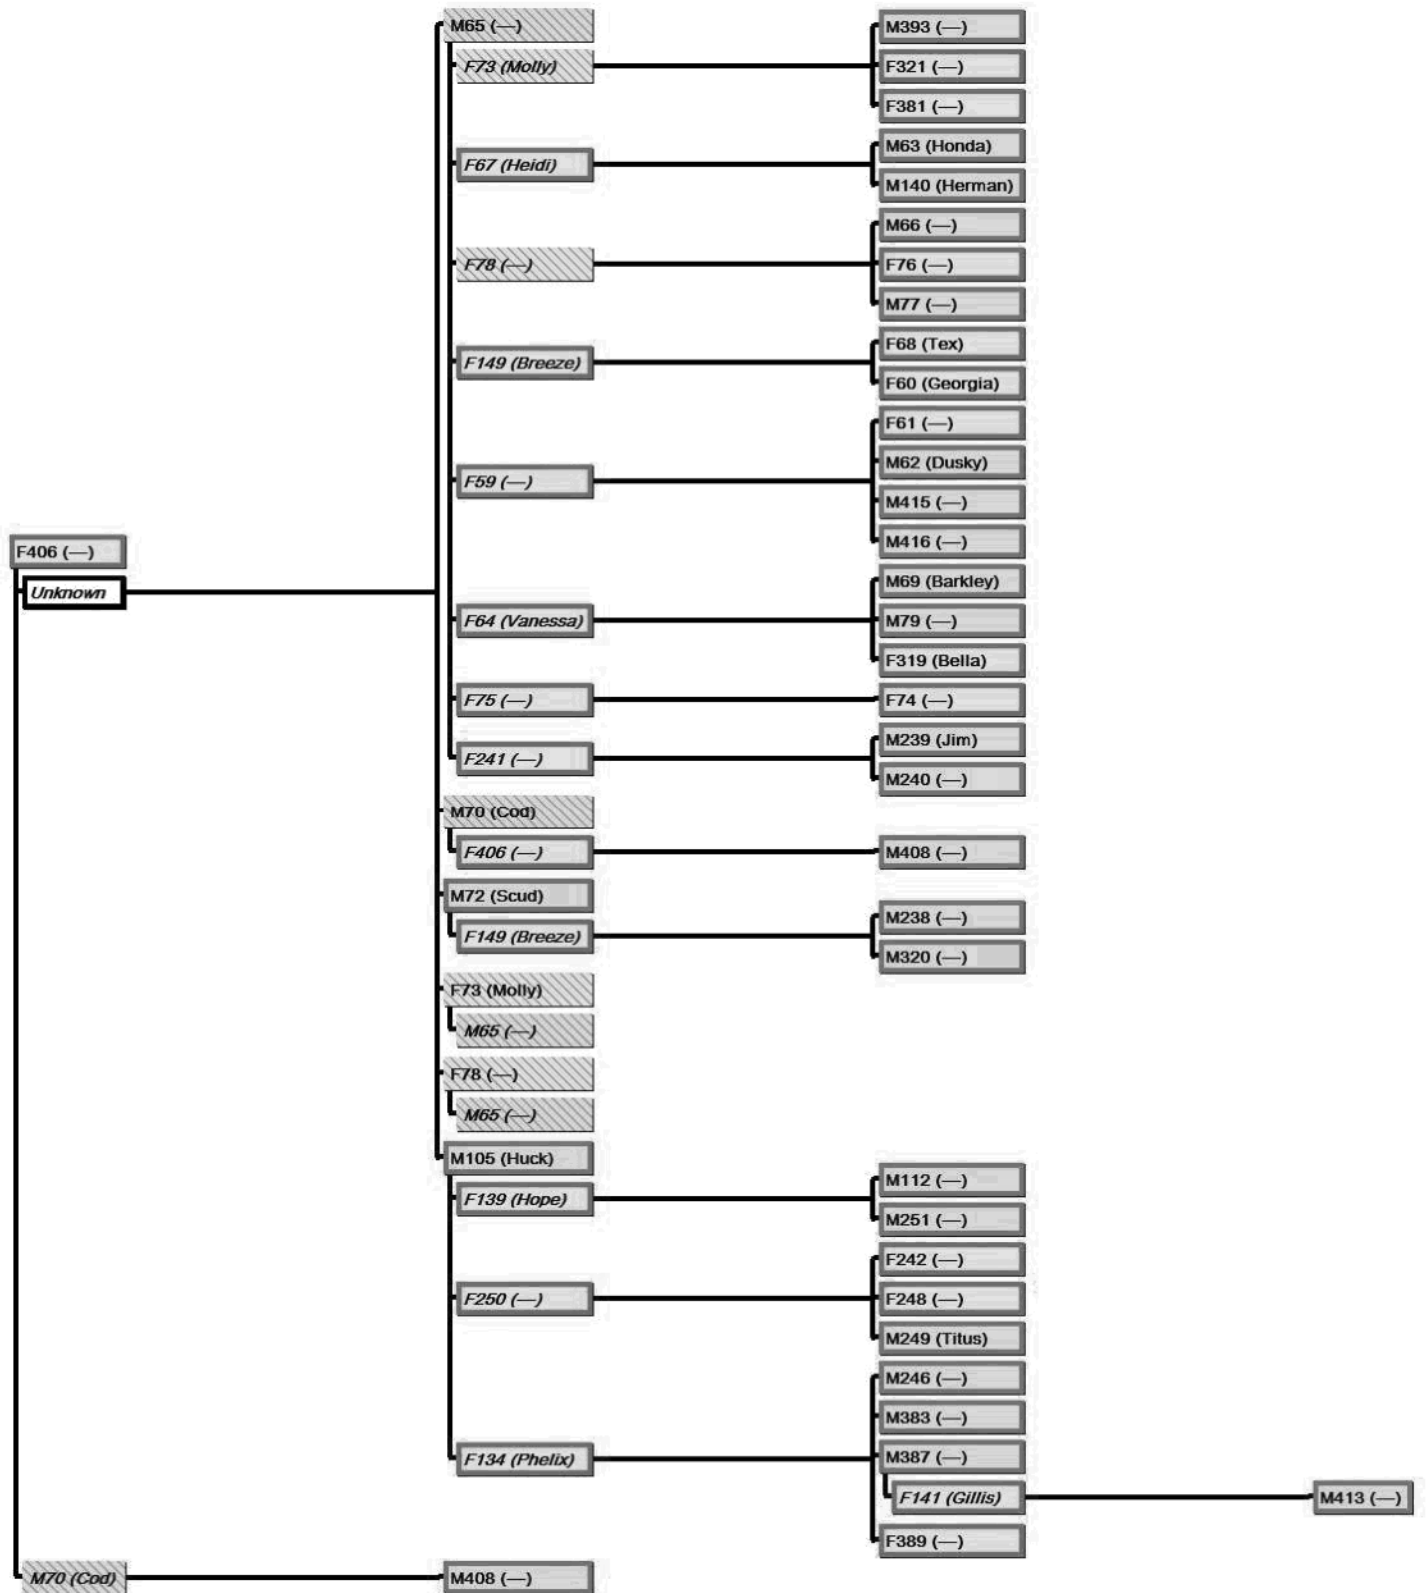 M65 (—)
M393 (—)
F73 (Molly)
F321 (—)
F381 (—)
M63 (Honda)
F67 (Heidi)
M140 (Herman)
M66 (—)
F78 (—)
F76 (—)
M77 (—)
F68 (Tex)
F149 (Breeze)
F60 (Georgia)
F61 (—)
M62 (Dusky)
F59 (—)
M415 (—)
M416 (—)
F406 (—)
Unknown
M69 (Barkley)
F64 (Vanessa)
M79 (—)
F319 (Bella)
F75 (—)
F74 (—)
M239 (Jim)
F241 (—)
M240 (—)
M70 (Cod)
F406 (—)
M408 (—)
M72 (Scud)
M238 (—)
F149 (Breeze)
M320 (—)
F73 (Molly)
M65 (—)
F78 (—)
M65 (—)
M105 (Huck)
M112 (—)
F139 (Hope)
M251 (—)
F242 (—)
F250 (—)
F248 (—)
M249 (Titus)
M246 (—)
M383 (—)
F134 (Phelix)
M387 (—)
F141 (Gillis)
M413 (—)
F389 (—)
M70 (Cod)
M408 (—)